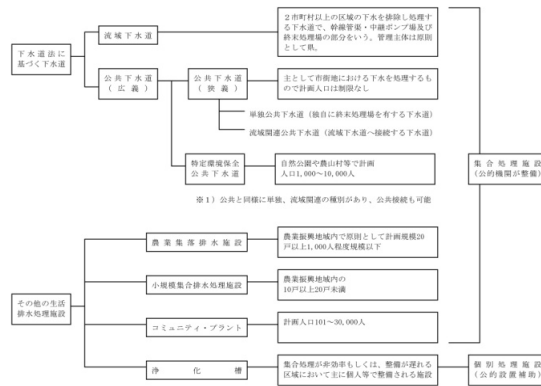 下水道法に
基づく下水道
流域下水道
2市町村以上の区域の下水を排除し処理す
る下水道で、幹線管渠・中継ポンプ場及び
終末処理場の部分をいう。管理主体は原則
として県。
公共下水道
(広義)
公共下水道
(狭義)
主として市街地における下水を処理するも
ので計画人口は制限なし
単独公共下水道(独自に終末処理場を有する下水道)
流域関連公共下水道(流域下水道へ接続する下水道)
特定環境保全
公共下水道
自然公園や農山村等で計画
人口1,000~10,000人
※1)公共と同様に単独、流域関連の種別があり、公共接続も可能
集合処理施設
(公的機関が整備)
その他の生活
排水処理施設
農業集落排水施設
農業振興地域内で原則として計画規模20
戸以上1,000人程度規模以下
小規模集合排水処理施設
農業振興地域内の
10戸以上20戸未満
コミュニティ・プラント
計画人口101~30,000人
浄化槽
集合処理が非効率もしくは、整備が遅れる
区域において主に個人等で整備される施設
個別処理施設
(公的設置補助)